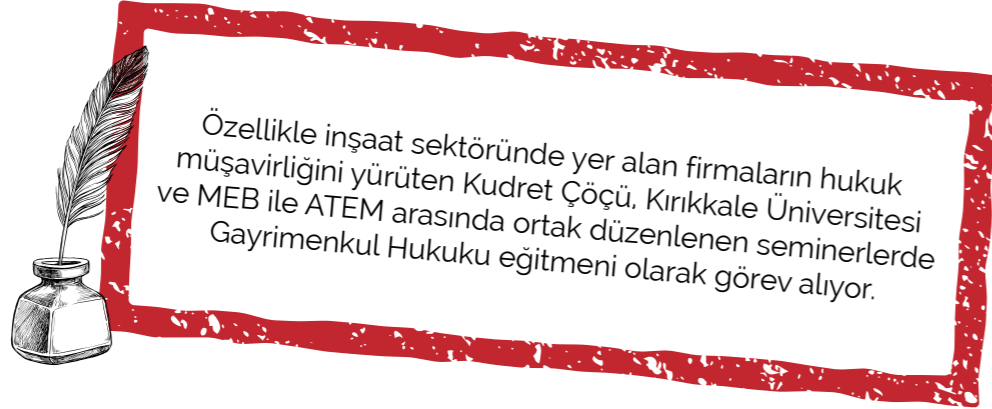 Özellikle inşaat sektöründe yer alan firmaların hukuk
müşavirliğini yürüten Kudret Çöçü, Kırıkkale Üniversitesi
ve MEB ile ATEM arasında ortak düzenlenen seminerlerde
Gayrimenkul Hukuku eğitmeni olarak görev alıyor.